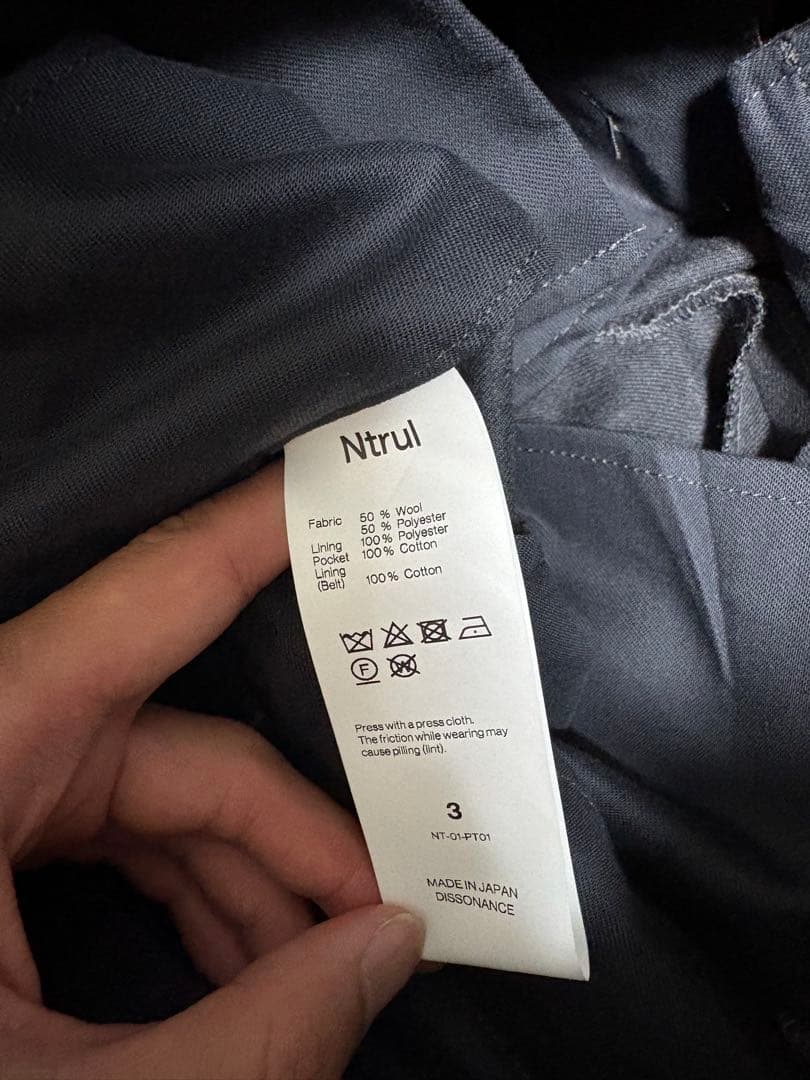 Ntrul
Fabric 50 % Wool
50 % Polyester
Lining 100% Polyester
Pocket 100% Cotton
Lining
(Belt) 100% Cotton
F W
Press with a press cloth.
The friction while wearing may
cause pilling (lint).
3
NT-01-PT01
MADE IN JAPAN
DISSONANCE